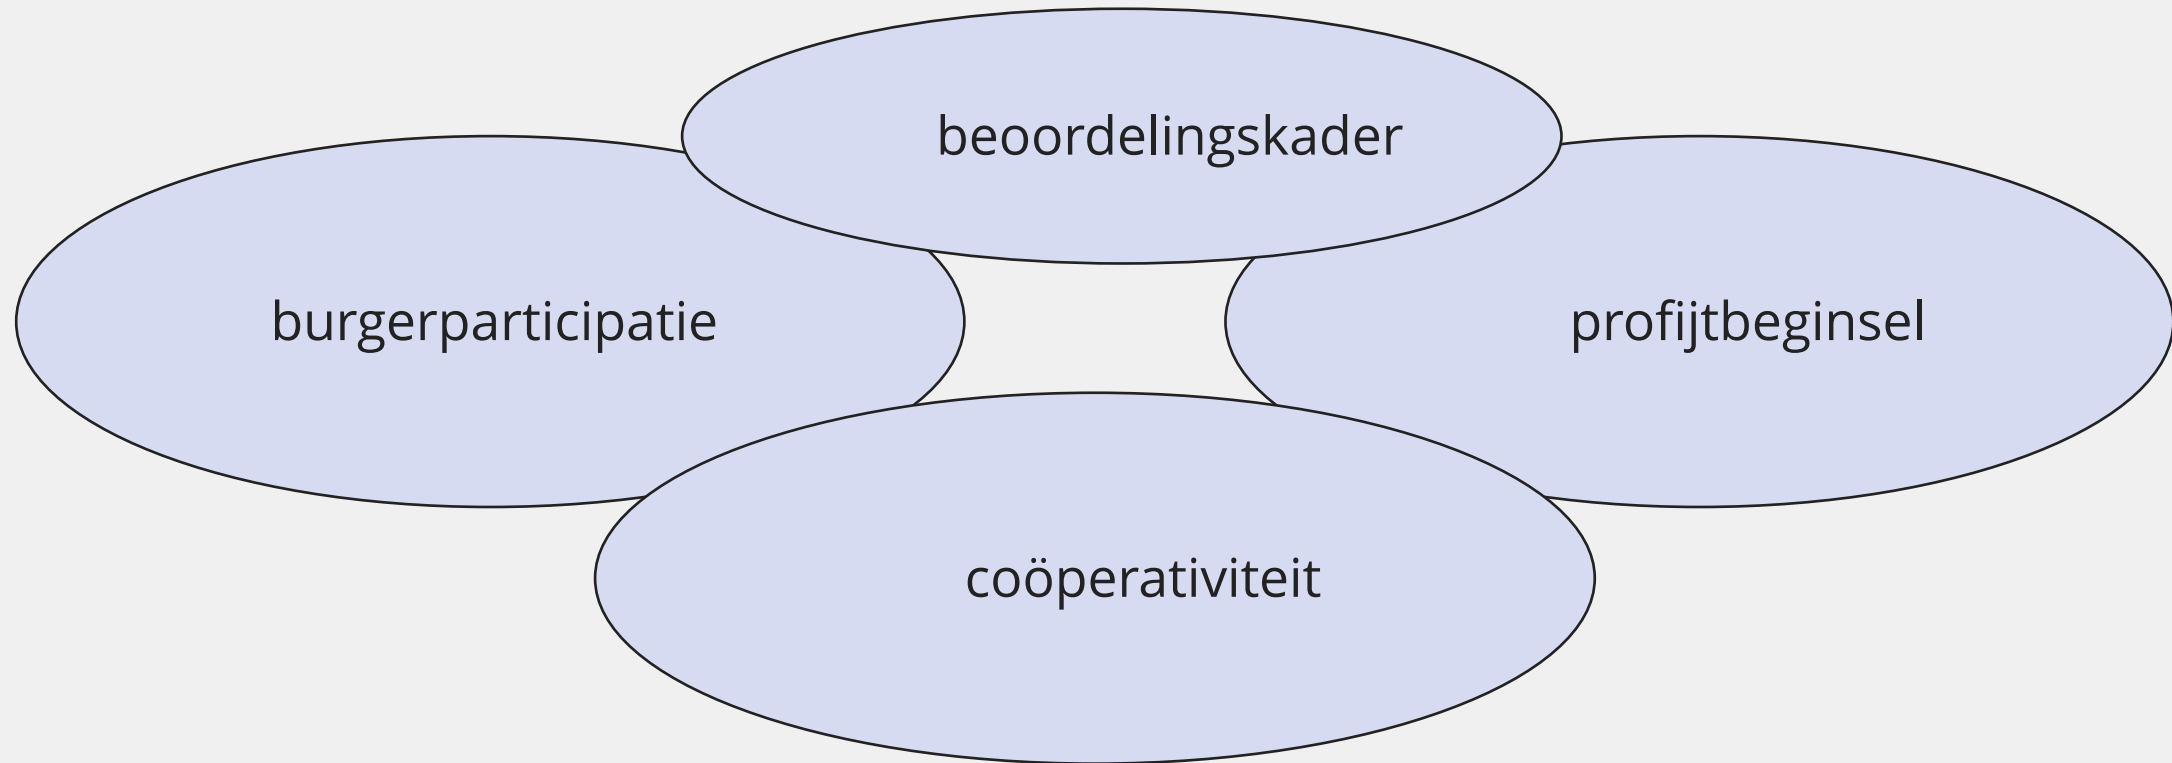 beoordelingskader
burgerparticipatie
profijtbeginsel
coöperativiteit